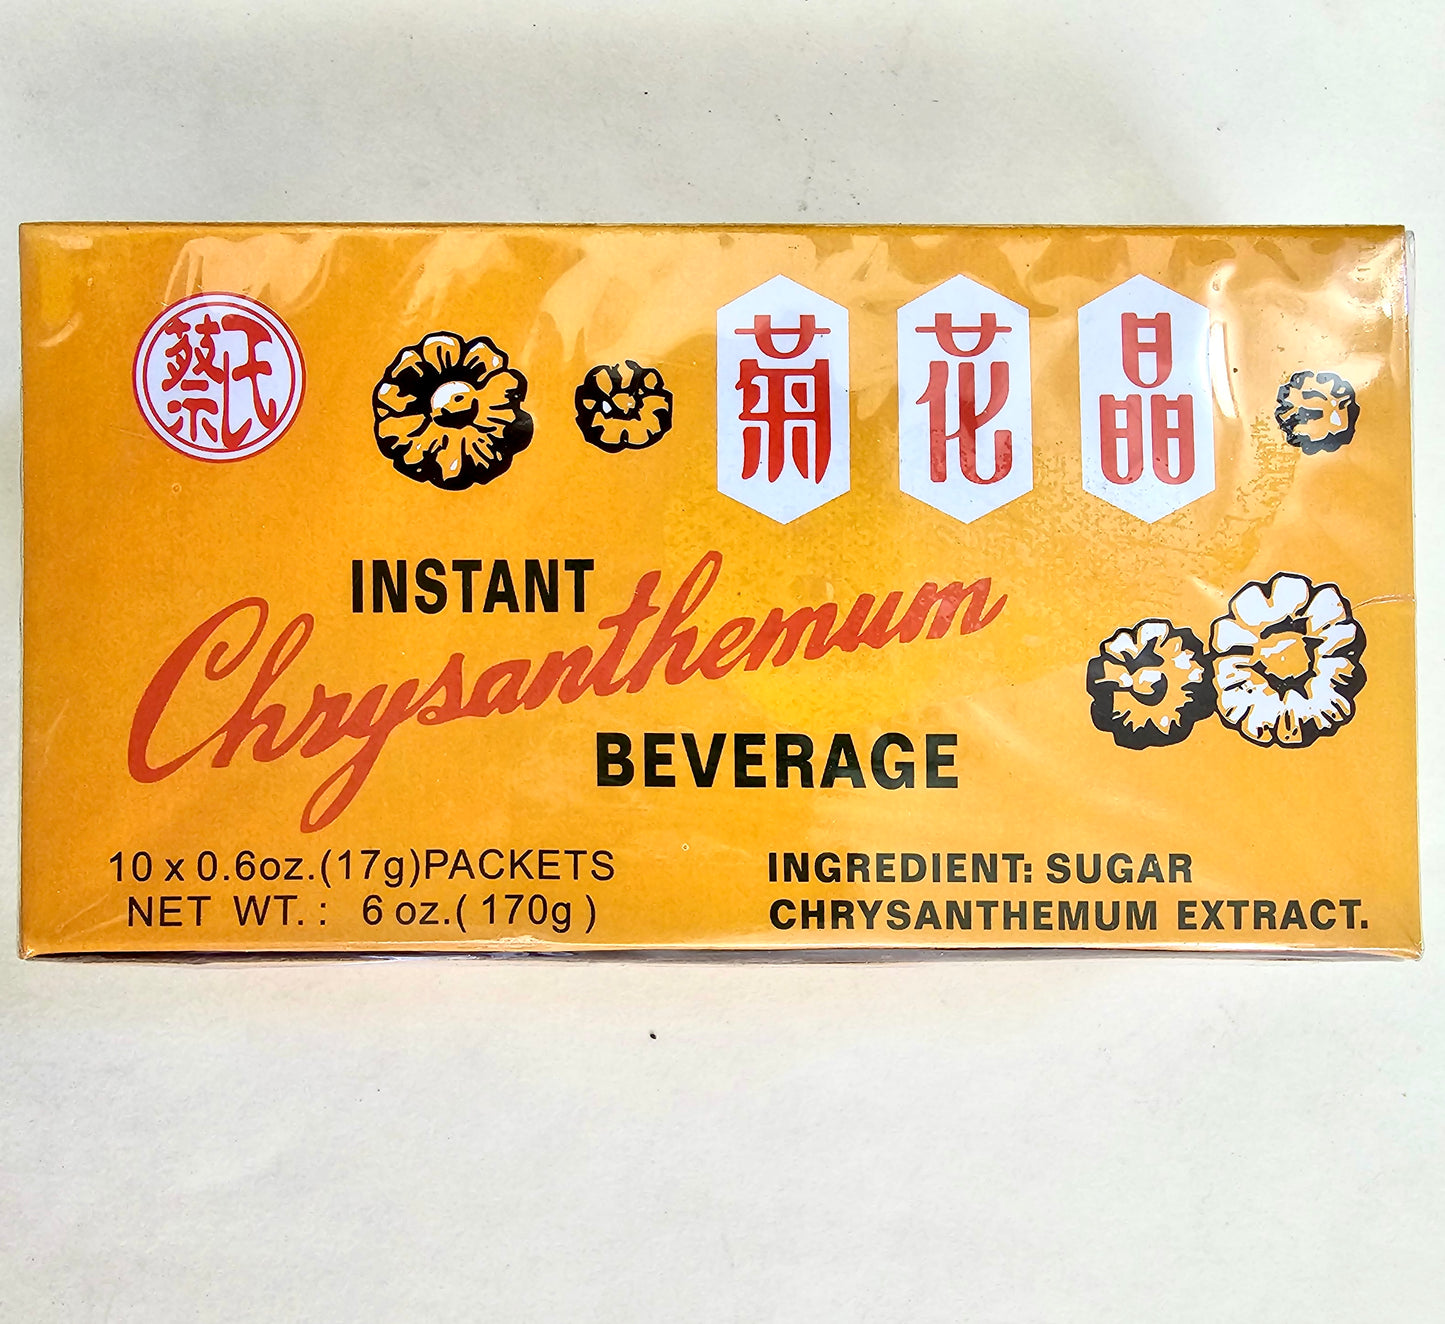 蔡氏
菊花晶
INSTANT
Chrysanthemum
BEVERAGE
10 x 0.6oz.(17g)PACKETS
NET WT. : 6 oz.( 170g )
INGREDIENT: SUGAR
CHRYSANTHEMUM EXTRACT.